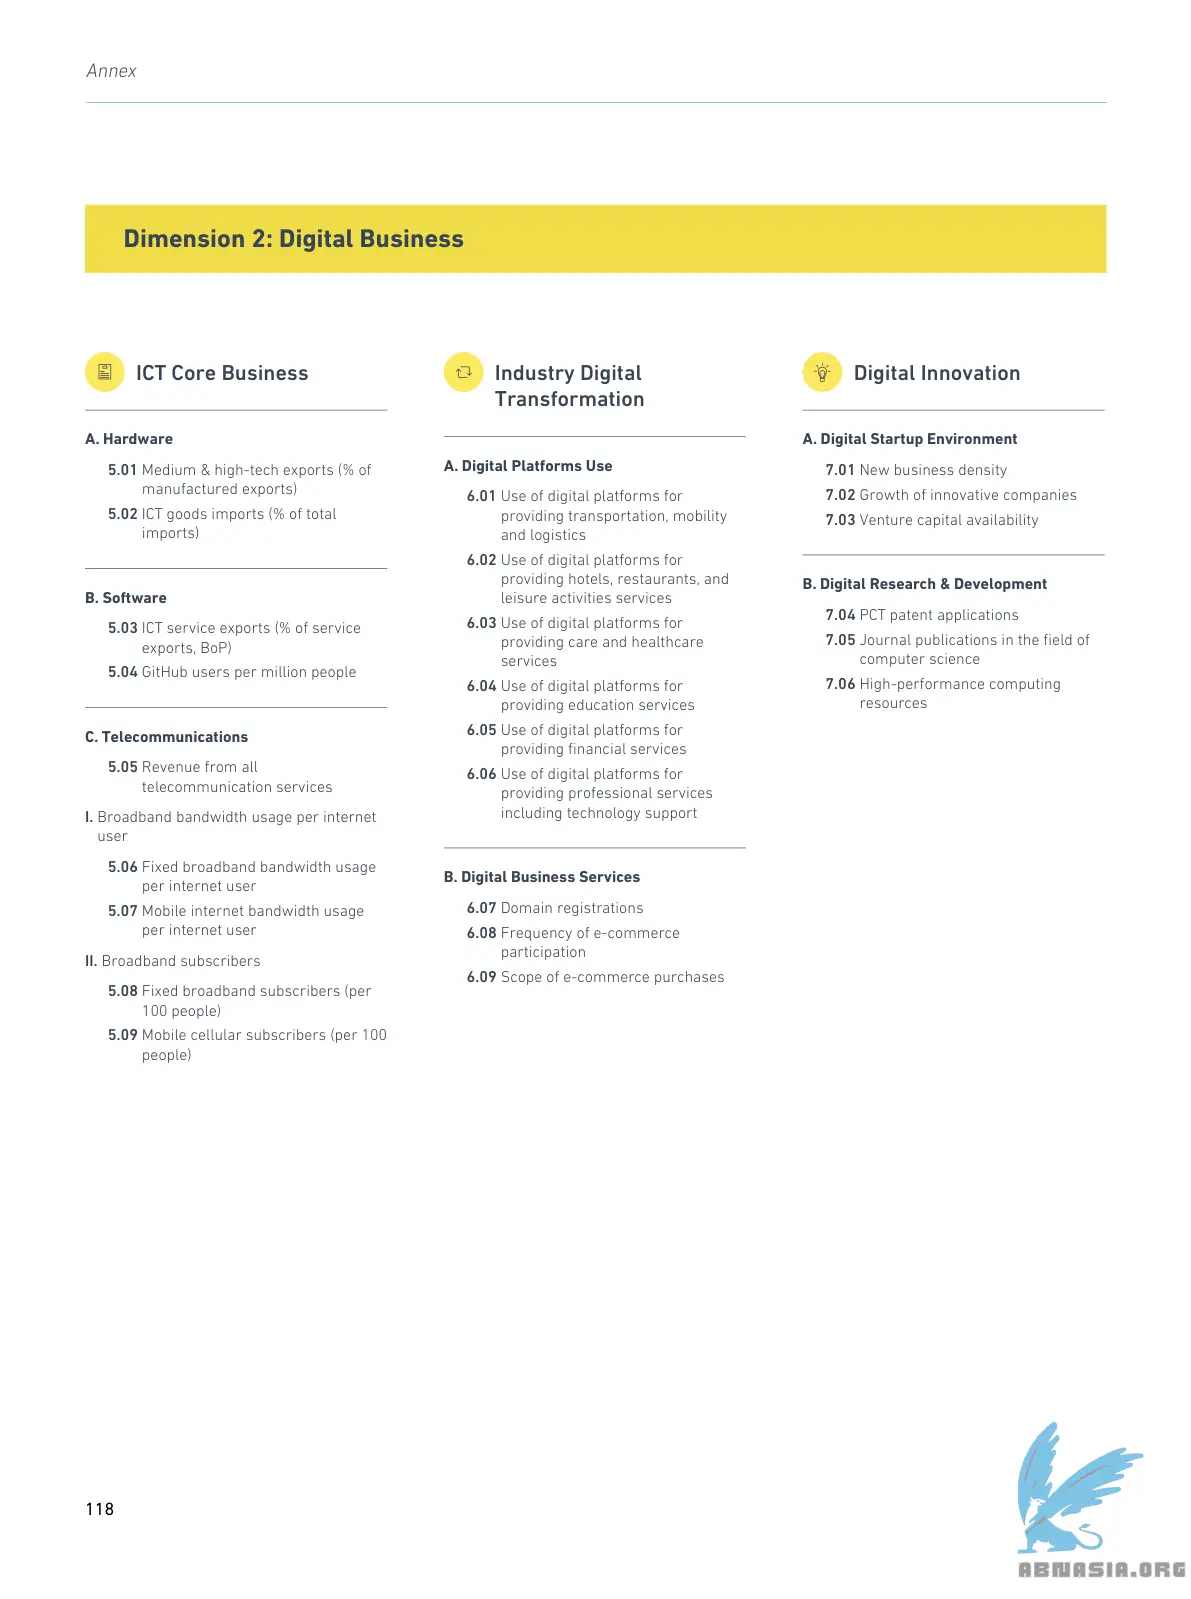 Annex
Dimension 2: Digital Business
ICT Core Business
A. Hardware
5.01 Medium & high-tech exports (% of
manufactured exports)
5.02 ICT goods imports (% of total
imports)
B. Software
5.03 ICT service exports (% of service
exports, BoP)
5.04 GitHub users per million people
C. Telecommunications
5.05 Revenue from all
telecommunication services
I. Broadband bandwidth usage per internet
user
5.06 Fixed broadband bandwidth usage
per internet user
5.07 Mobile internet bandwidth usage
per internet user
II. Broadband subscribers
5.08 Fixed broadband subscribers (per
100 people)
5.09 Mobile cellular subscribers (per 100
people)
Industry Digital
Transformation
A. Digital Platforms Use
6.01 Use of digital platforms for
providing transportation, mobility
and logistics
6.02 Use of digital platforms for
providing hotels, restaurants, and
leisure activities services
6.03 Use of digital platforms for
providing care and healthcare
services
6.04 Use of digital platforms for
providing education services
6.05 Use of digital platforms for
providing financial services
6.06 Use of digital platforms for
providing professional services
including technology support
B. Digital Business Services
6.07 Domain registrations
6.08 Frequency of e-commerce
participation
6.09 Scope of e-commerce purchases
Digital Innovation
A. Digital Startup Environment
7.01 New business density
7.02 Growth of innovative companies
7.03 Venture capital availability
B. Digital Research & Development
7.04 PCT patent applications
7.05 Journal publications in the field of
computer science
7.06 High-performance computing
resources
118
ABNASIA.ORG